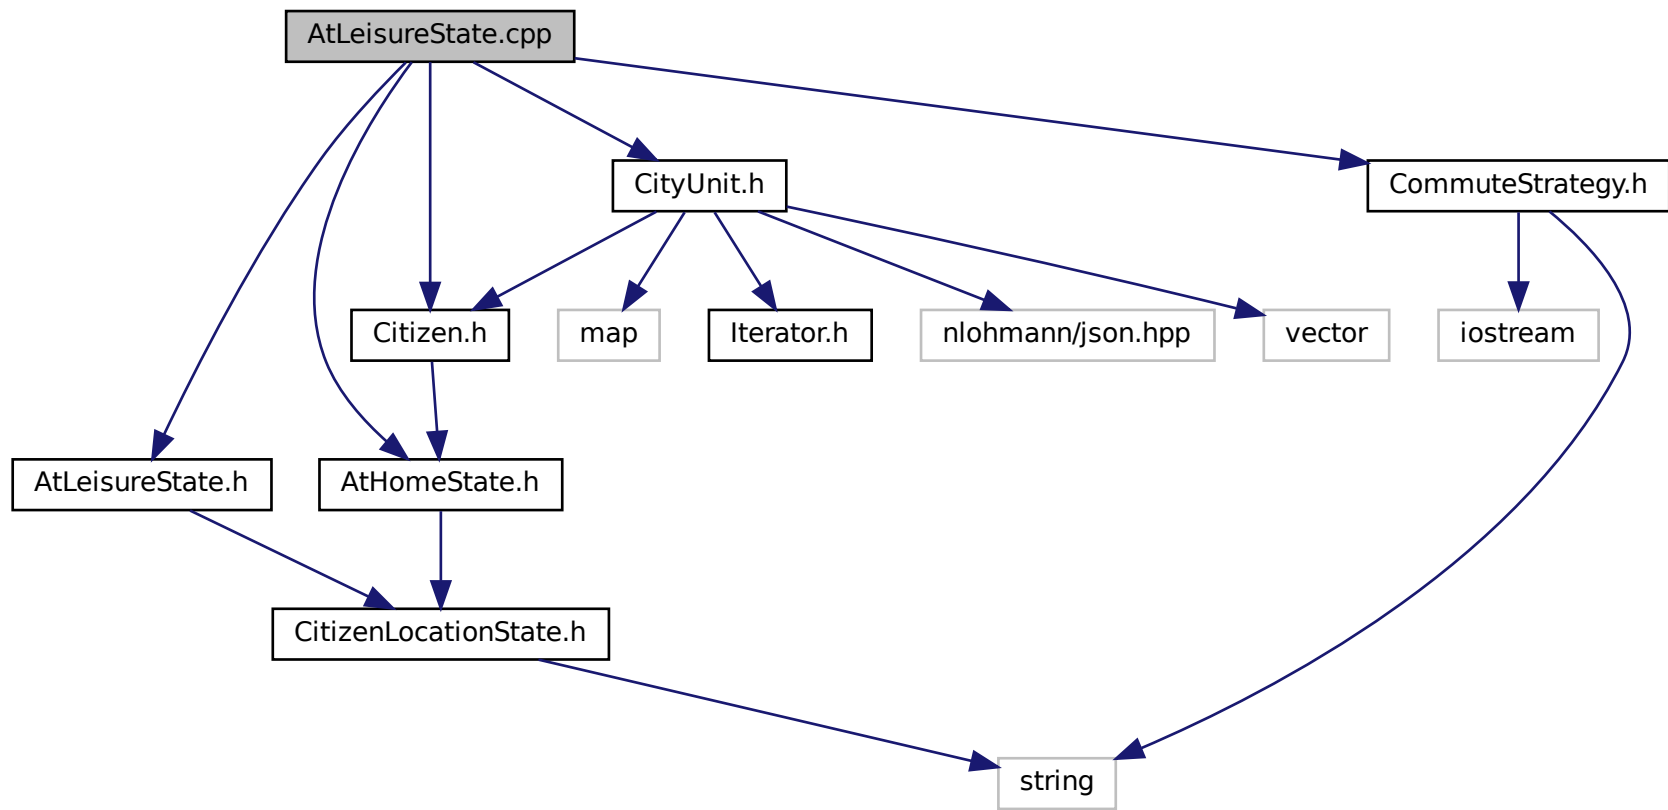 AtLeisureState.cpp
CityUnit.h
CommuteStrategy.h
Citizen.h
map
Iterator.h
nlohmann/json.hpp
vector
iostream
AtLeisureState.h
AtHomeState.h
CitizenLocationState.h
string